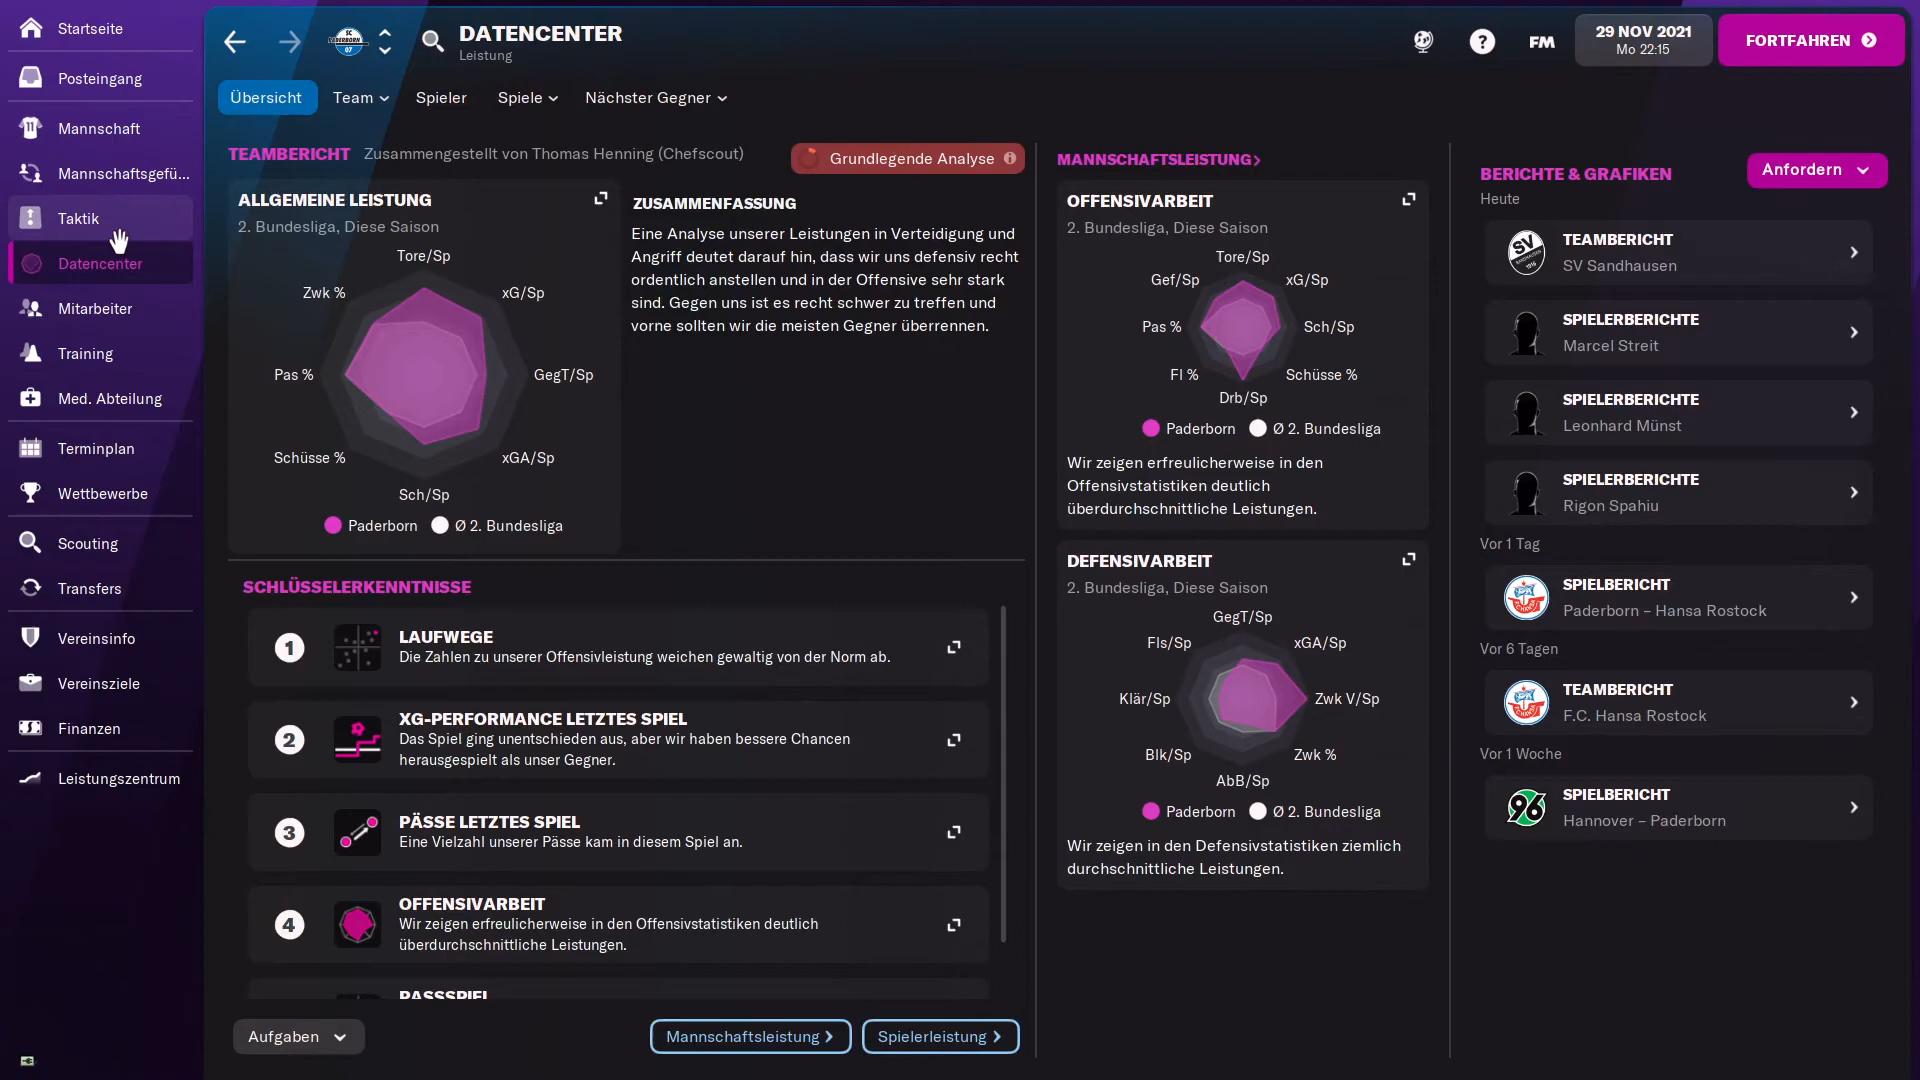 Startseite
Posteingang
Mannschaft
Mannschaftsgefü...
Taktik
Datencenter
Mitarbeiter
Training
Med. Abteilung
Terminplan
Wettbewerbe
Scouting
Transfers
Vereinsinfo
Vereinsziele
Finanzen
Leistungszentrum
DATENCENTER
Leistung
FM
29 NOV 2021
Mo 22:15
FORTFAHREN
Übersicht
Team
Spieler
Spiele
Nächster Gegner
TEAMBERICHT Zusammengestellt von Thomas Henning (Chefscout)
Grundlegende Analyse
ALLGEMEINE LEISTUNG
2. Bundesliga, Diese Saison
Tore/Sp
Zwk %
xG/Sp
Pas %
GegT/Sp
Schüsse %
xGA/Sp
Sch/Sp
Paderborn
Ø 2. Bundesliga
ZUSAMMENFASSUNG
Eine Analyse unserer Leistungen in Verteidigung und
Angriff deutet darauf hin, dass wir uns defensiv recht
ordentlich anstellen und in der Offensive sehr stark
sind. Gegen uns ist es recht schwer zu treffen und
vorne sollten wir die meisten Gegner überrennen.
SCHLÜSSELERKENNTNISSE
1
LAUFWEGE
Die Zahlen zu unserer Offensivleistung weichen gewaltig von der Norm ab.
2
XG-PERFORMANCE LETZTES SPIEL
Das Spiel ging unentschieden aus, aber wir haben bessere Chancen
herausgespielt als unser Gegner.
3
PÄSSE LETZTES SPIEL
Eine Vielzahl unserer Pässe kam in diesem Spiel an.
4
OFFENSIVARBEIT
Wir zeigen erfreulicherweise in den Offensivstatistiken deutlich
überdurchschnittliche Leistungen.
PASSSPIEL
Aufgaben
Mannschaftsleistung
Spielerleistung
MANNSCHAFTSLEISTUNG
OFFENSIVARBEIT
2. Bundesliga, Diese Saison
Tore/Sp
Gef/Sp
xG/Sp
Pas %
Sch/Sp
Fl %
Schüsse %
Drb/Sp
Paderborn
Ø 2. Bundesliga
Wir zeigen erfreulicherweise in den
Offensivstatistiken deutlich
überdurchschnittliche Leistungen.
DEFENSIVARBEIT
2. Bundesliga, Diese Saison
GegT/Sp
Fls/Sp
xGA/Sp
Klär/Sp
Zwk V/Sp
Blk/Sp
Zwk %
AbB/Sp
Paderborn
Ø 2. Bundesliga
Wir zeigen in den Defensivstatistiken ziemlich
durchschnittliche Leistungen.
BERICHTE & GRAFIKEN
Anfordern
Heute
TEAMBERICHT
SV Sandhausen
SPIELERBERICHTE
Marcel Streit
SPIELERBERICHTE
Leonhard Münst
SPIELERBERICHTE
Rigon Spahiu
Vor 1 Tag
SPIELBERICHT
Paderborn – Hansa Rostock
Vor 6 Tagen
TEAMBERICHT
F.C. Hansa Rostock
Vor 1 Woche
SPIELBERICHT
Hannover – Paderborn